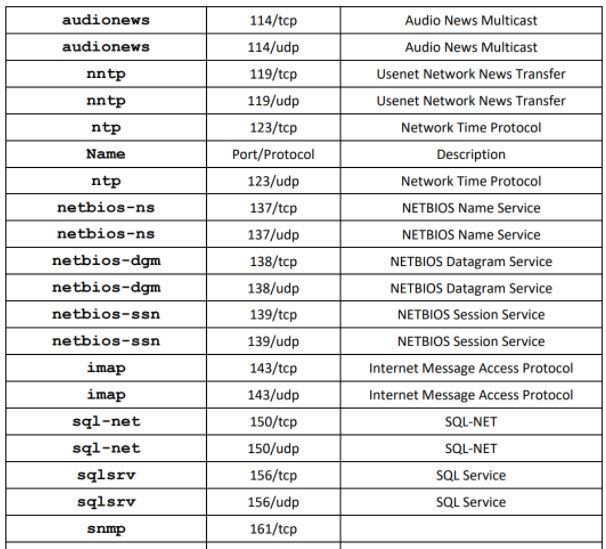 audionews 114/tcp Audio News Multicast
audionews 114/udp Audio News Multicast
nntp 119/tcp Usenet Network News Transfer
nntp 119/udp Usenet Network News Transfer
ntp 123/tcp Network Time Protocol
Name Port/Protocol Description
ntp 123/udp Network Time Protocol
netbios-ns 137/tcp NETBIOS Name Service
netbios-ns 137/udp NETBIOS Name Service
netbios-dgm 138/tcp NETBIOS Datagram Service
netbios-dgm 138/udp NETBIOS Datagram Service
netbios-ssn 139/tcp NETBIOS Session Service
netbios-ssn 139/udp NETBIOS Session Service
imap 143/tcp Internet Message Access Protocol
imap 143/udp Internet Message Access Protocol
sql-net 150/tcp SQL-NET
sql-net 150/udp SQL-NET
sqlsrv 156/tcp SQL Service
sqlsrv 156/udp SQL Service
snmp 161/tcp